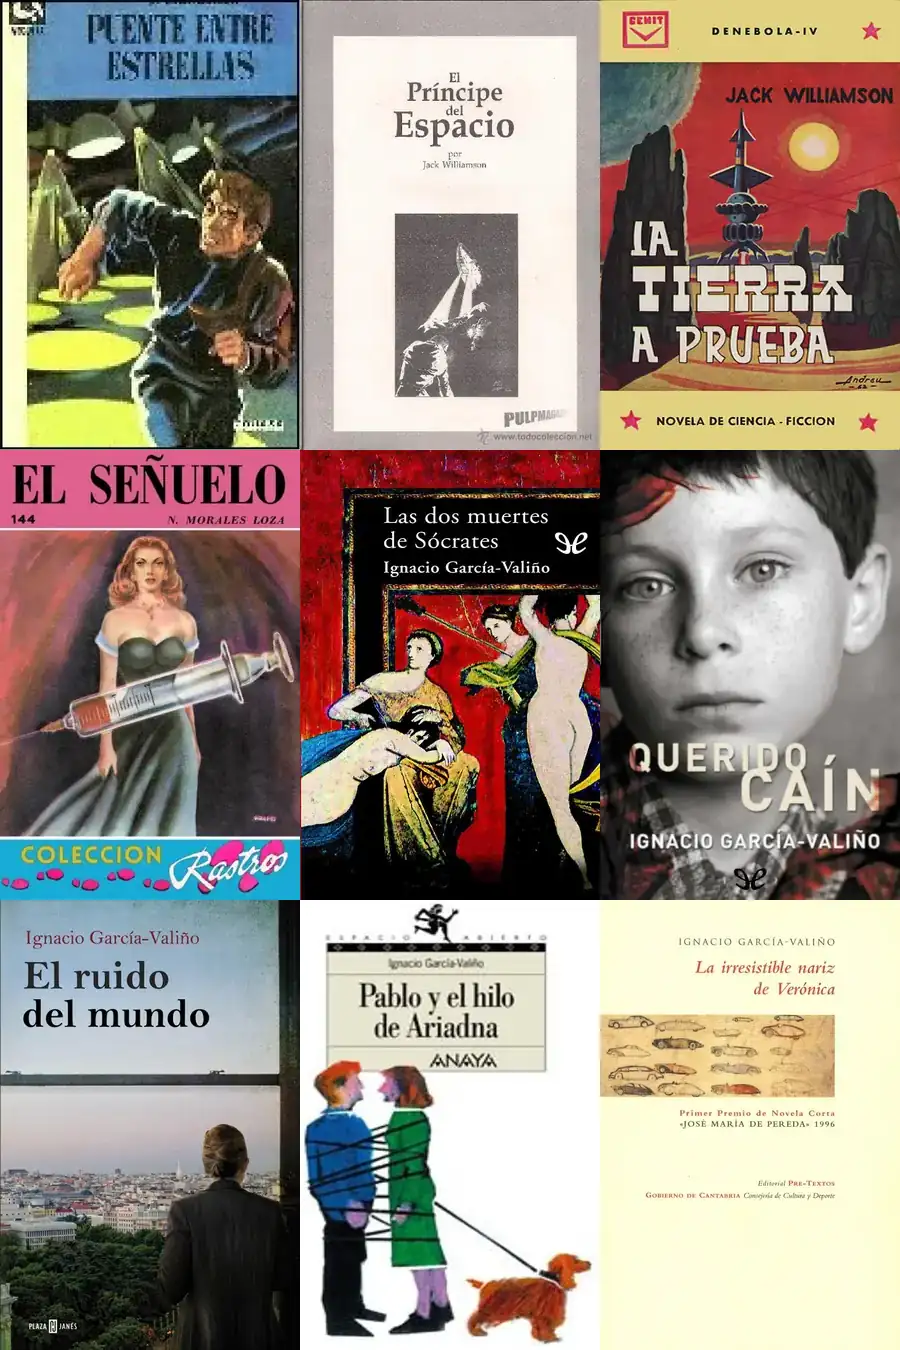 PUENTE ENTRE
ESTRELLAS
El
Príncipe
del
Espacio
por
Jack Williamson
PULPMAGAZINE
www.todocoleccion.net
CENIT
DENEBOLA-IV
JACK WILLIAMSON
LA
TIERRA
A PRUEBA
Andreu
62
NOVELA DE CIENCIA - FICCION
EL SEÑUELO
144
N. MORALES LOZA
COLECCION
Rastros
Las dos muertes
de Sócrates
Ignacio García-Valiño
QUERIDO
CAÍN
IGNACIO GARCÍA-VALIÑO
Ignacio García-Valiño
El ruido
del mundo
PLAZA JANÉS
ESPACIO ABIERTO
Ignacio García-Valiño
Pablo y el hilo
de Ariadna
ANAYA
IGNACIO GARCÍA-VALIÑO
La irresistible nariz
de Verónica
Primer Premio de Novela Corta
«JOSÉ MARÍA DE PEREDA» 1996
Editorial PRE-TEXTOS
GOBIERNO DE CANTABRIA Consejería de Cultura y Deporte